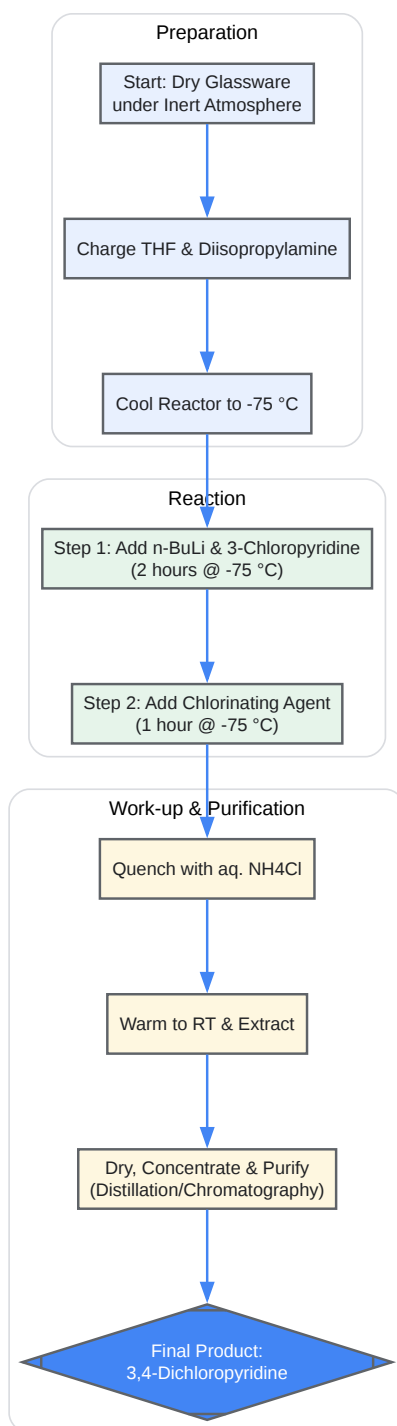 Preparation
Start: Dry Glassware
under Inert Atmosphere
Charge THF & Diisopropylamine
Cool Reactor to -75 °C
Reaction
Step 1: Add n-BuLi & 3-Chloropyridine
(2 hours @ -75 °C)
Step 2: Add Chlorinating Agent
(1 hour @ -75 °C)
Work-up & Purification
Quench with aq. NH4Cl
Warm to RT & Extract
Dry, Concentrate & Purify
(Distillation/Chromatography)
Final Product:
3,4-Dichloropyridine